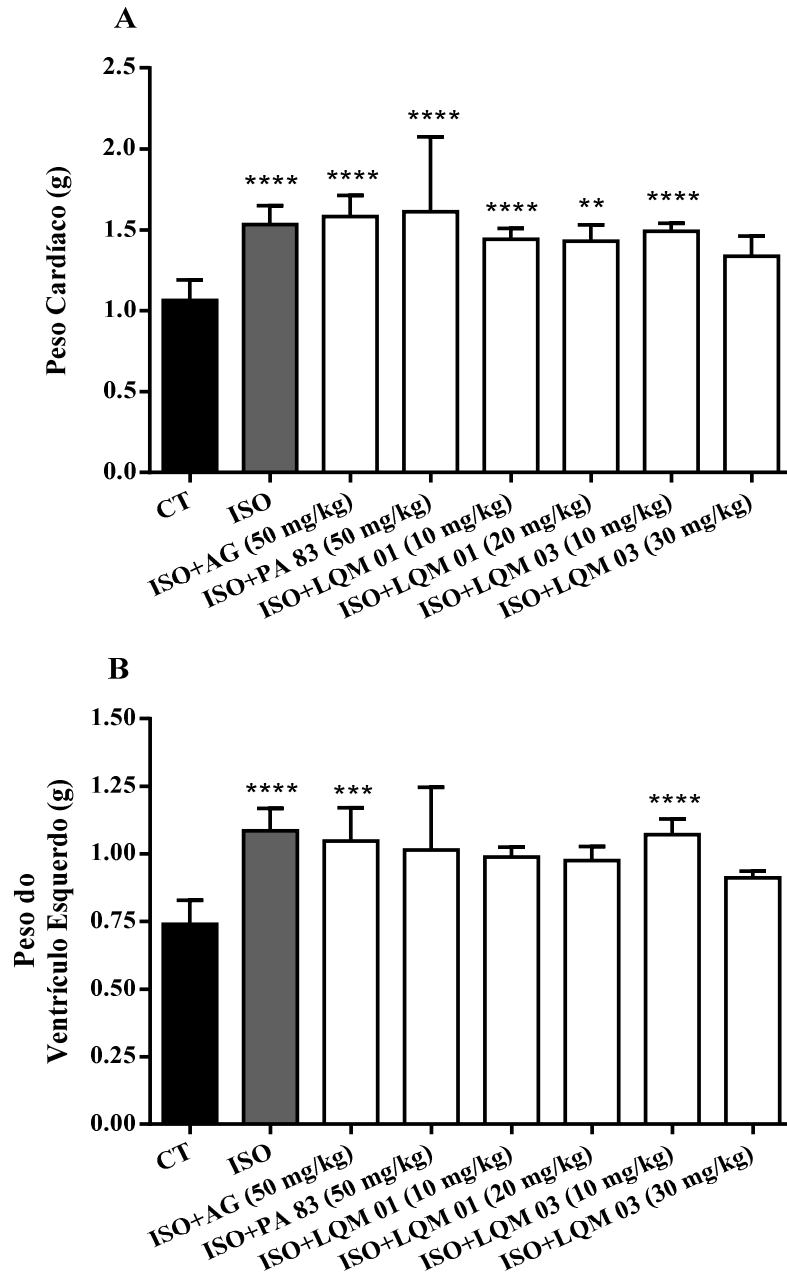 A
Peso Cardíaco (g)
2.5
2.0
1.5
1.0
0.5
0.0
****
****
****
****
**
****
CT
ISO
ISO+AG (50 mg/kg)
ISO+PA 83 (50 mg/kg)
ISO+LQM 01 (10 mg/kg)
ISO+LQM 01 (20 mg/kg)
ISO+LQM 03 (10 mg/kg)
ISO+LQM 03 (30 mg/kg)
B
Peso do
Ventrículo Esquerdo (g)
1.50
1.25
1.00
0.75
0.50
0.25
0.00
****
***
****
CT
ISO
ISO+AG (50 mg/kg)
ISO+PA 83 (50 mg/kg)
ISO+LQM 01 (10 mg/kg)
ISO+LQM 01 (20 mg/kg)
ISO+LQM 03 (10 mg/kg)
ISO+LQM 03 (30 mg/kg)